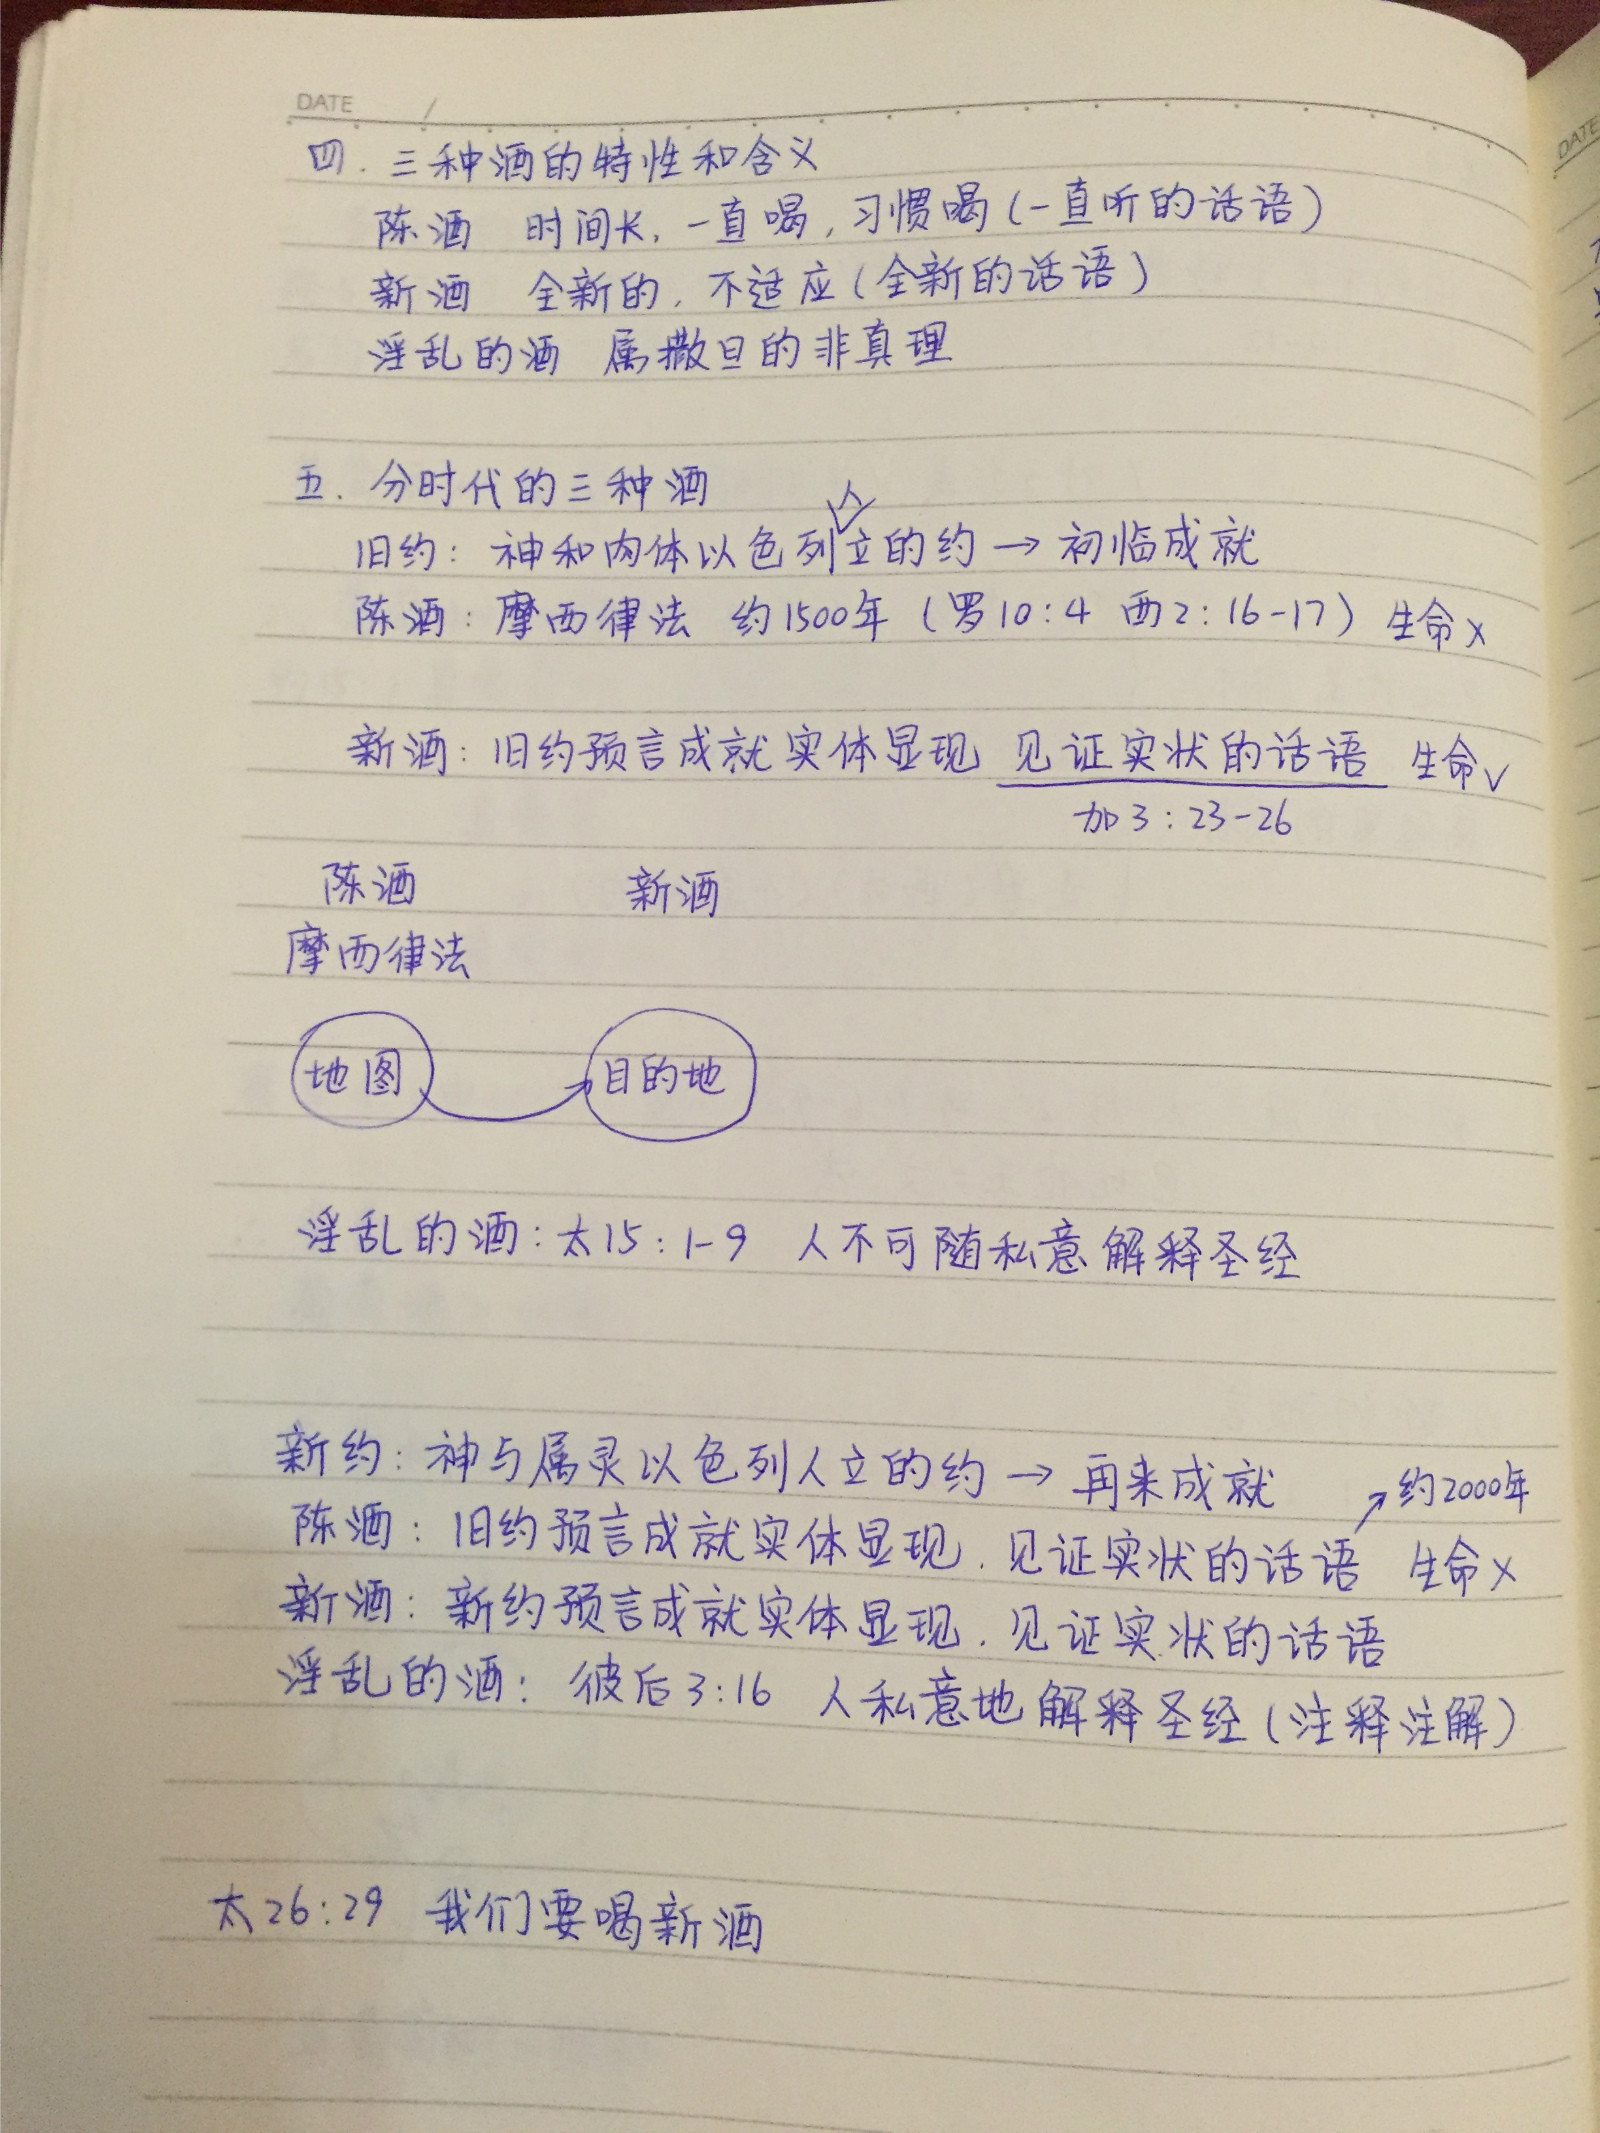 DATE /
四. 三种酒的特性和含义
陈酒 时间长, 一直喝, 习惯喝(一直听的话语)
新酒 全新的, 不适应(全新的话语)
淫乱的酒 属撒旦的非真理
五. 分时代的三种酒
旧约: 神和肉体以色列人立的约→初临成就
陈酒: 摩西律法 约1500年 (罗10:4 西2:16-17) 生命×
新酒: 旧约预言成就实体显现 见证实状的话语 生命√
加3:23-26
陈酒 新酒
摩西律法
地图 → 目的地
淫乱的酒: 太15:1-9 人不可随私意解释圣经
新约: 神与属灵以色列人立的约→再来成就 ↗约2000年
陈酒: 旧约预言成就实体显现. 见证实状的话语 生命×
新酒: 新约预言成就实体显现. 见证实状的话语
淫乱的酒: 彼后3:16 人私意地解释圣经(注释注解)
太26:29 我们要喝新酒
DATE